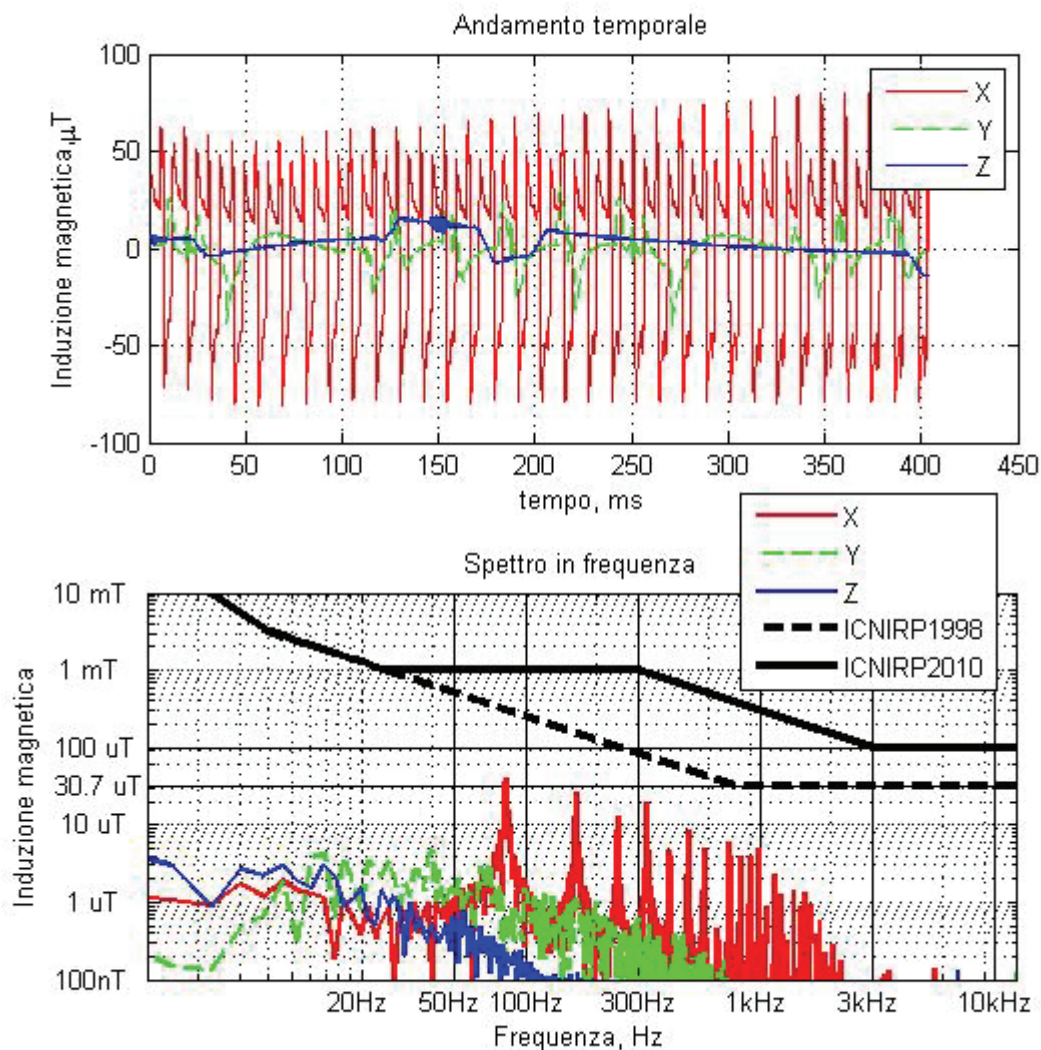 Andamento temporale
Induzione magnetica,μT
100
50
0
-50
-100
X
Y
Z
0 50 100 150 200 250 300 350 400 450
tempo, ms
X
Y
Z
ICNIRP1998
ICNIRP2010
Spettro in frequenza
Induzione magnetica
10 mT
1 mT
100 uT
30.7 uT
10 uT
1 uT
100nT
20Hz 50Hz 100Hz 300Hz 1kHz 3kHz 10kHz
Frequenza, Hz